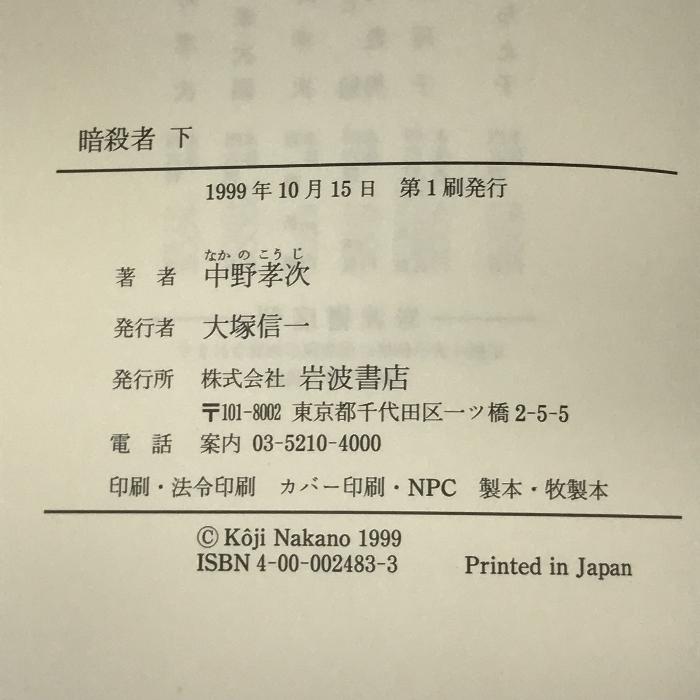 暗殺者 下
1999年10月15日 第1刷発行
なかのこうじ
著者 中野孝次
発行者 大塚信一
発行所 株式会社 岩波書店
〒101-8002 東京都千代田区一ツ橋2-5-5
電話 案内 03-5210-4000
印刷・法令印刷 カバー印刷・NPC 製本・牧製本
© Kôji Nakano 1999
ISBN 4-00-002483-3 Printed in Japan